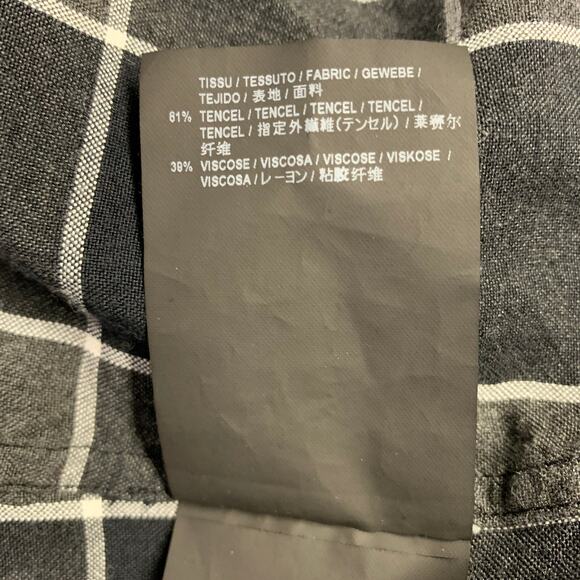 TISSU / TESSUTO / FABRIC / GEWEBE /
TEJIDO / 表地 / 面料
61% TENCEL / TENCEL / TENCEL / TENCEL /
TENCEL / 指定外繊維(テンセル) / 莱赛尔
纤维
39% VISCOSE / VISCOSA / VISCOSE / VISKOSE /
VISCOSA / レーヨン / 粘胶纤维